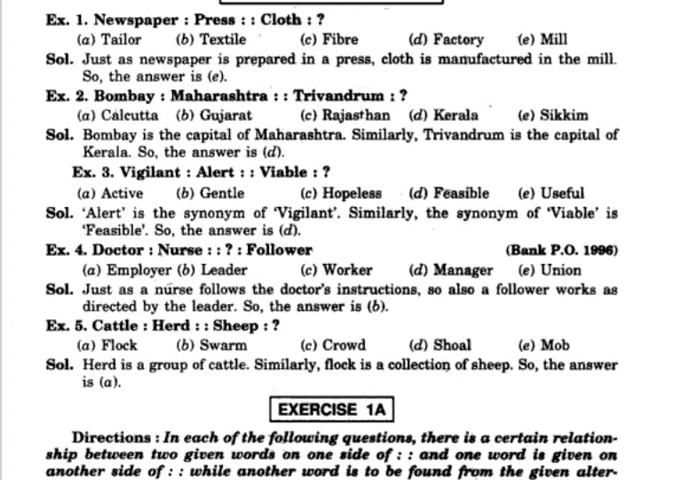 Ex. 1. Newspaper : Press : : Cloth : ?
(a) Tailor (b) Textile (c) Fibre (d) Factory (e) Mill
Sol. Just as newspaper is prepared in a press, cloth is manufactured in the mill.
So, the answer is (e).
Ex. 2. Bombay : Maharashtra : : Trivandrum : ?
(a) Calcutta (b) Gujarat (c) Rajasthan (d) Kerala (e) Sikkim
Sol. Bombay is the capital of Maharashtra. Similarly, Trivandrum is the capital of
Kerala. So, the answer is (d).
Ex. 3. Vigilant : Alert : : Viable : ?
(a) Active (b) Gentle (c) Hopeless (d) Feasible (e) Useful
Sol. ‘Alert’ is the synonym of ‘Vigilant’. Similarly, the synonym of ‘Viable’ is
‘Feasible’. So, the answer is (d).
Ex. 4. Doctor : Nurse : : ? : Follower (Bank P.O. 1996)
(a) Employer (b) Leader (c) Worker (d) Manager (e) Union
Sol. Just as a nurse follows the doctor’s instructions, so also a follower works as
directed by the leader. So, the answer is (b).
Ex. 5. Cattle : Herd : : Sheep : ?
(a) Flock (b) Swarm (c) Crowd (d) Shoal (e) Mob
Sol. Herd is a group of cattle. Similarly, flock is a collection of sheep. So, the answer
is (a).
EXERCISE 1A
Directions : In each of the following questions, there is a certain relation-
ship between two given words on one side of : : and one word is given on
another side of : : while another word is to be found from the given alter-